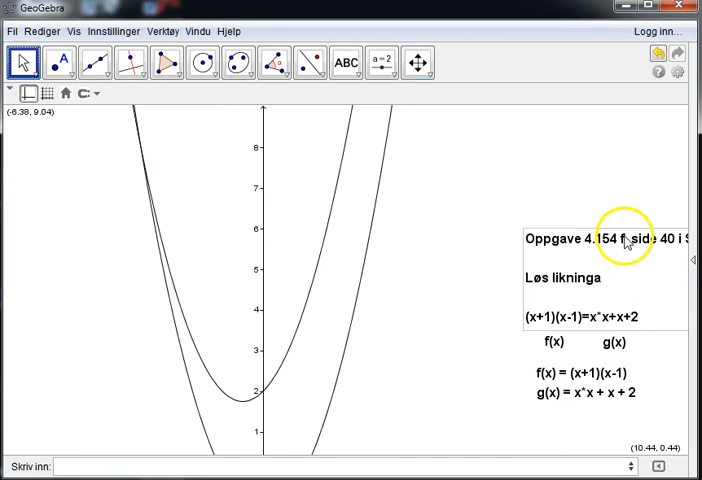 GeoGebra
Fil Rediger Vis Innstillinger Verktøy Vindu Hjelp Logg inn...
A ABC a=2
(-6.38, 9.04)
8
7
6
5
4
3
2
1
Oppgave 4.154 f side 40 i S
Løs likninga
(x+1)(x-1)=x*x+x+2
f(x) g(x)
f(x) = (x+1)(x-1)
g(x) = x*x + x + 2
(10.44, 0.44)
Skriv inn: